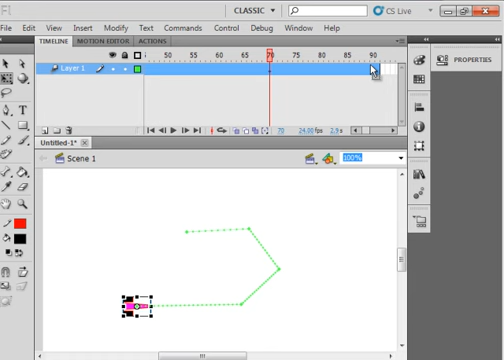 Fl
CLASSIC
CS Live
File Edit View Insert Modify Text Commands Control Debug Window Help
TIMELINE MOTION EDITOR ACTIONS
PROPERTIES
50 55 60 65 70 75 80 85 90
Layer 1
70 24.00 fps 2.9 s
Untitled-1*
Scene 1
100%
T